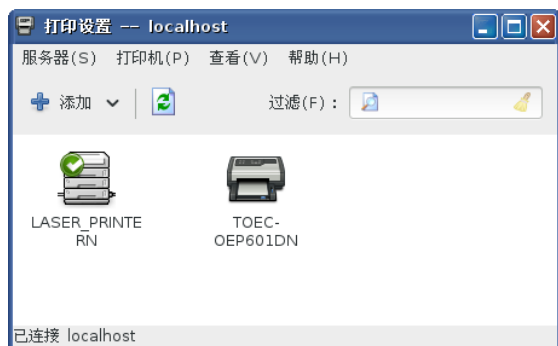 打印设置 -- localhost
服务器(S) 打印机(P) 查看(V) 帮助(H)
添加 过滤(F):
LASER_PRINTE
RN
TOEC-
OEP601DN
已连接 localhost